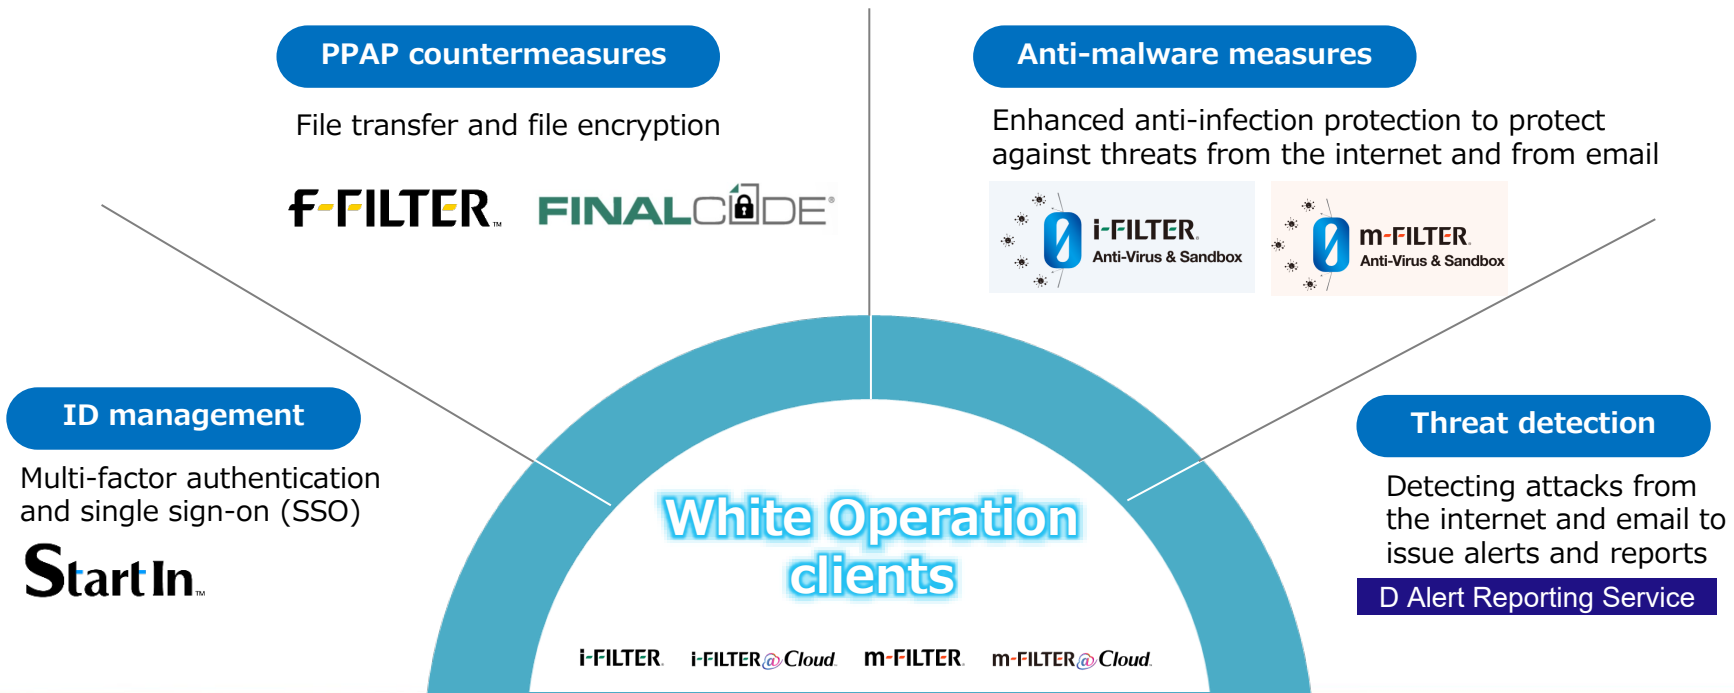 PPAP countermeasures
File transfer and file encryption
f-FILTER™
FINALCODE®
Anti-malware measures
Enhanced anti-infection protection to protect
against threats from the internet and from email
i-FILTER
Anti-Virus & Sandbox
m-FILTER
Anti-Virus & Sandbox
ID management
Multi-factor authentication
and single sign-on (SSO)
StartIn™
Threat detection
Detecting attacks from
the internet and email to
issue alerts and reports
D Alert Reporting Service
White Operation
clients
i-FILTER i-FILTER@Cloud m-FILTER m-FILTER@Cloud